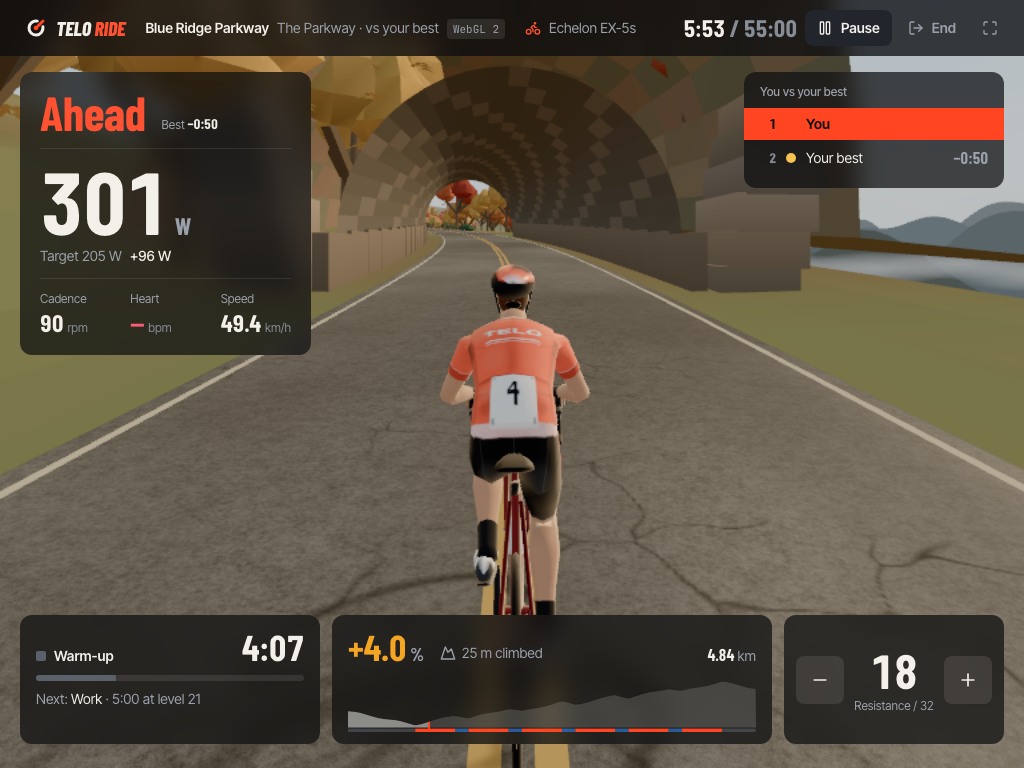 TELO RIDE Blue Ridge Parkway The Parkway · vs your best WebGL 2 Echelon EX-5s 5:53 / 55:00 Pause End
Ahead Best −0:50
301 W
Target 205 W +96 W
Cadence Heart Speed
90 rpm – bpm 49.4 km/h
You vs your best
1 You
2 Your best −0:50
TELO
4
Warm-up 4:07
Next: Work · 5:00 at level 21
+4.0 % 25 m climbed 4.84 km
− 18 +
Resistance / 32